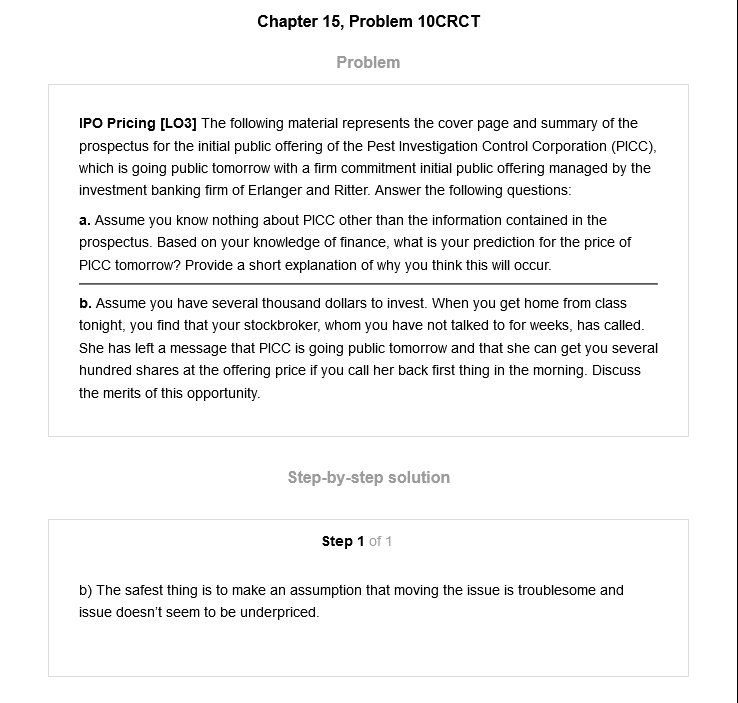 Chapter 15, Problem 10CRCT
Problem
IPO Pricing [LO3] The following material represents the cover page and summary of the
prospectus for the initial public offering of the Pest Investigation Control Corporation (PICC),
which is going public tomorrow with a firm commitment initial public offering managed by the
investment banking firm of Erlanger and Ritter. Answer the following questions:
a. Assume you know nothing about PICC other than the information contained in the
prospectus. Based on your knowledge of finance, what is your prediction for the price of
PICC tomorrow? Provide a short explanation of why you think this will occur.
b. Assume you have several thousand dollars to invest. When you get home from class
tonight, you find that your stockbroker, whom you have not talked to for weeks, has called.
She has left a message that PICC is going public tomorrow and that she can get you several
hundred shares at the offering price if you call her back first thing in the morning. Discuss
the merits of this opportunity.
Step-by-step solution
Step 1 of 1
b) The safest thing is to make an assumption that moving the issue is troublesome and
issue doesn’t seem to be underpriced.